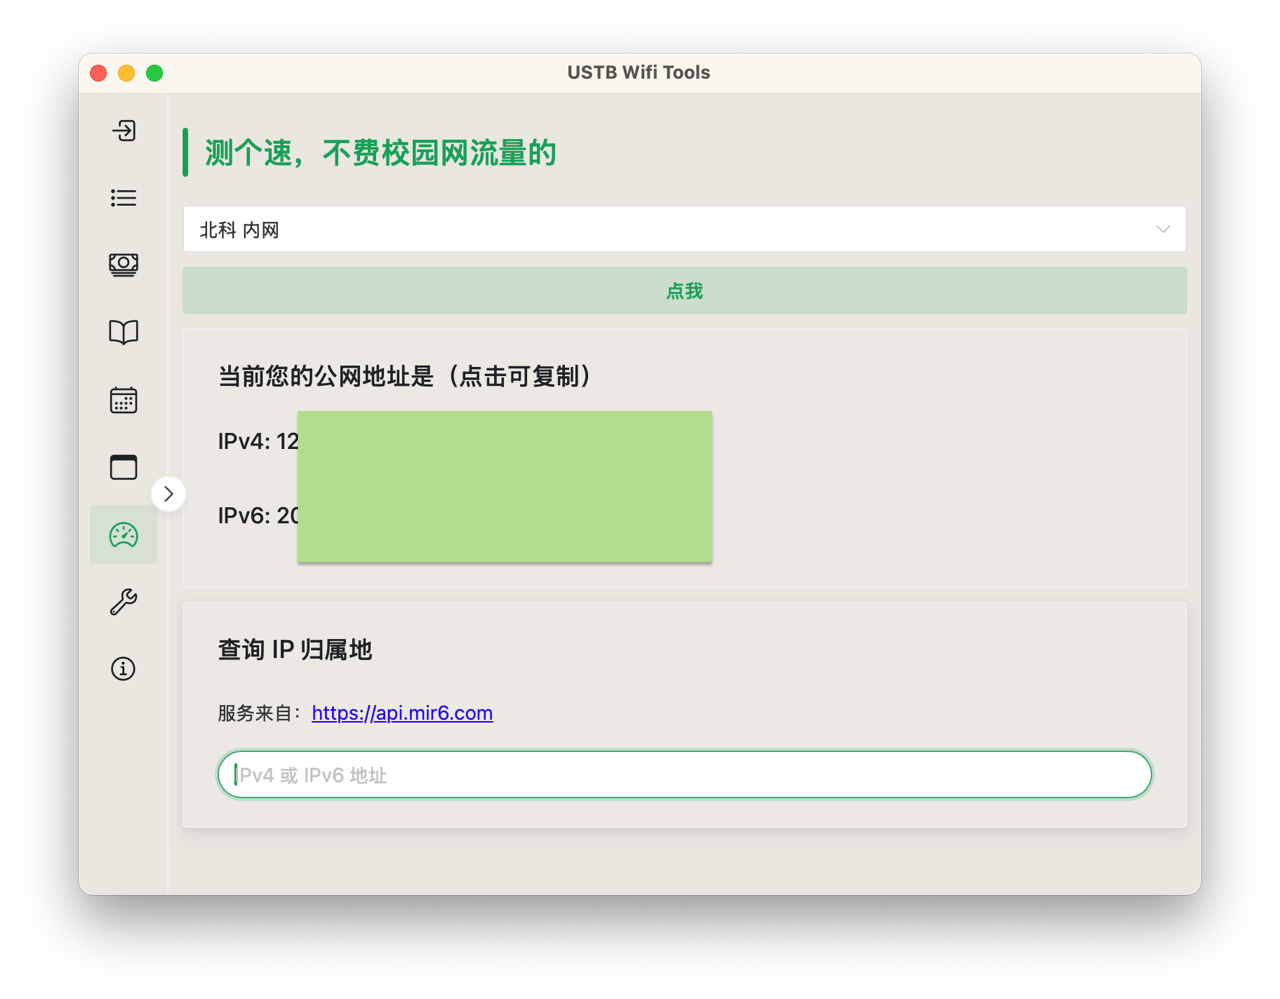 USTB Wifi Tools
测个速，不费校园网流量的
北科 内网
点我
当前您的公网地址是（点击可复制）
IPv4: 12
IPv6: 20
查询 IP 归属地
服务来自：https://api.mir6.com
IPv4 或 IPv6 地址